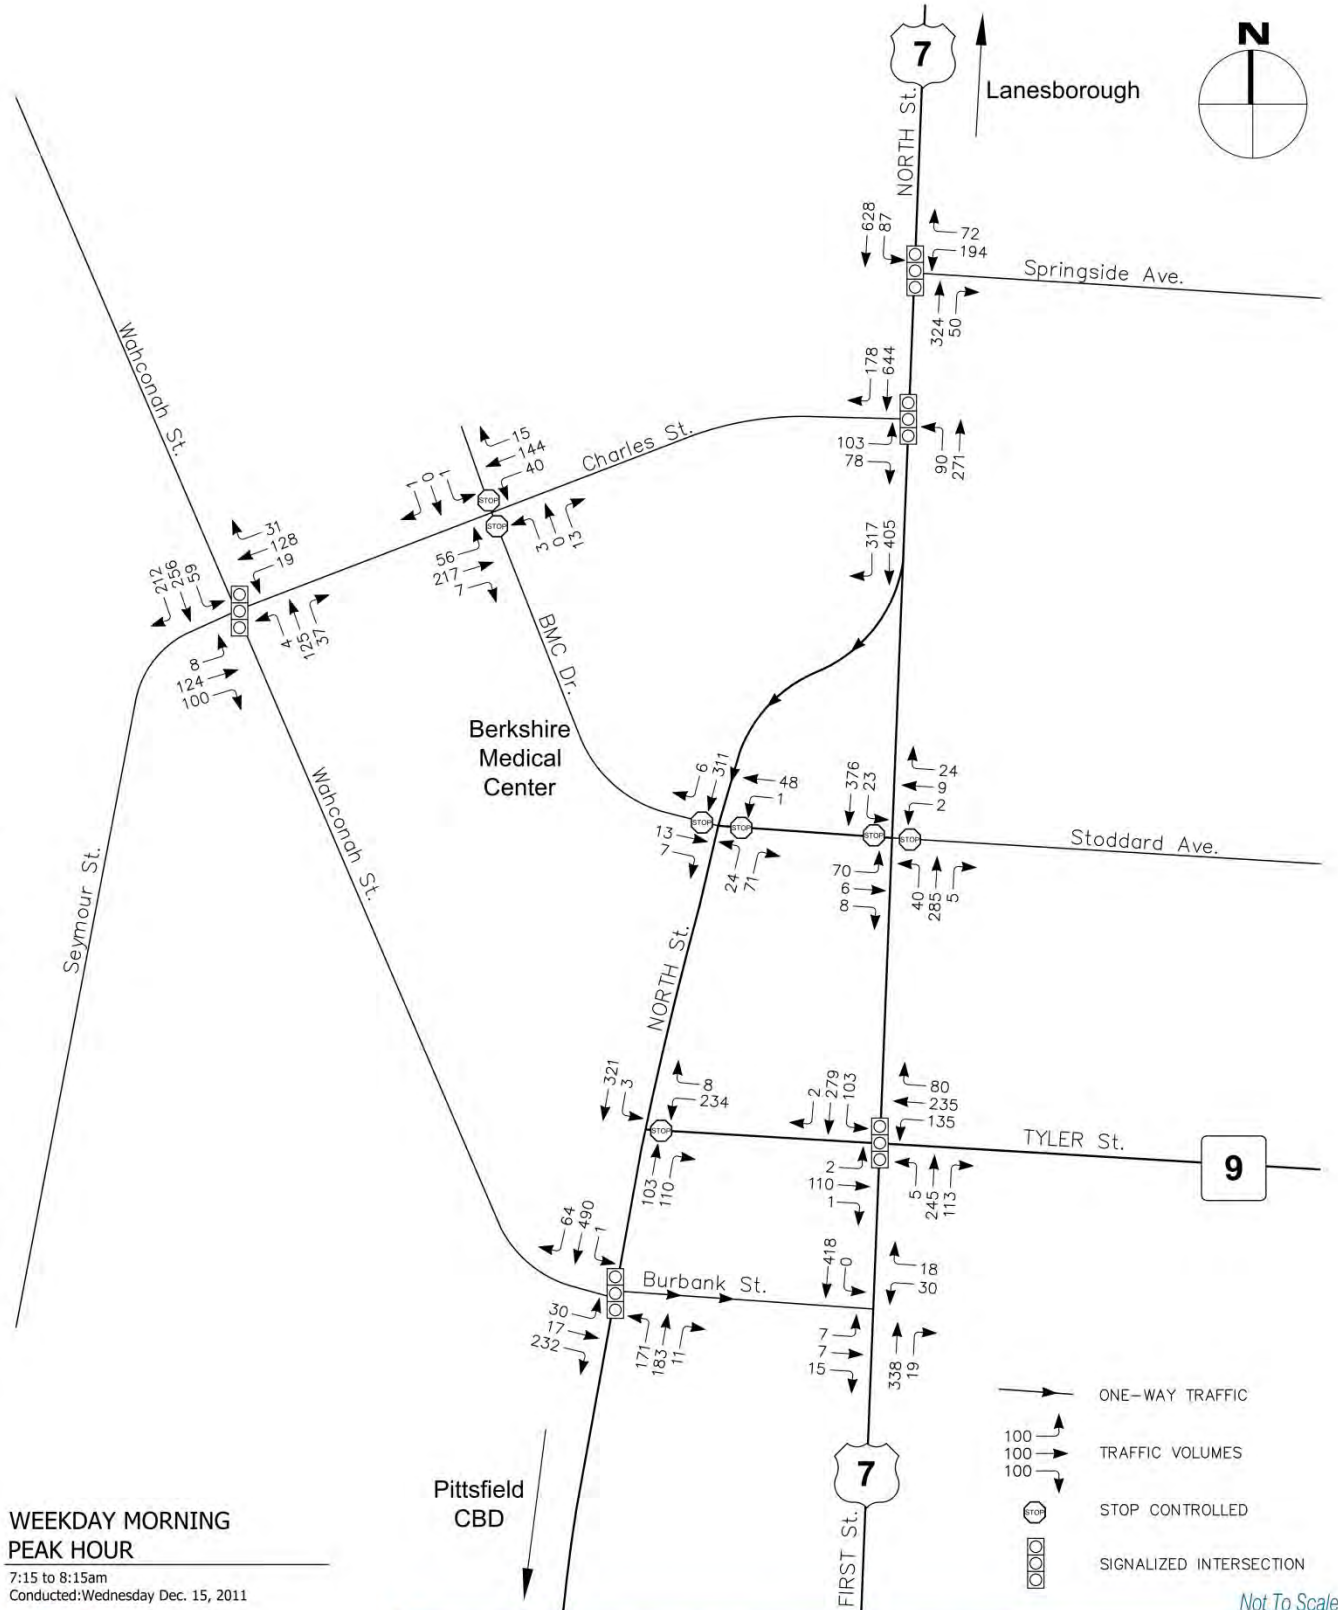 N
7
Lanesborough
NORTH St.
628
87
72
194
Springside Ave.
324
50
178
644
103
78
90
271
Charles St.
Wahconah St.
15
144
40
1
0
1
STOP
STOP
56
217
7
3
0
13
317
405
31
128
19
212
256
59
4
125
37
8
124
100
BMC Dr.
Berkshire
Medical
Center
Wahconah St.
Seymour St.
6
311
48
1
STOP
STOP
13
7
24
71
376
23
24
9
2
STOP
STOP
Stoddard Ave.
70
6
8
40
285
5
NORTH St.
321
3
8
234
STOP
103
110
2
279
103
80
235
135
TYLER St.
9
2
110
1
5
245
113
64
490
1
Burbank St.
30
17
232
171
183
11
418
0
18
30
7
7
15
338
19
7
FIRST St.
Pittsfield
CBD
ONE-WAY TRAFFIC
100
100
100
TRAFFIC VOLUMES
STOP
STOP CONTROLLED
SIGNALIZED INTERSECTION
Not To Scale
WEEKDAY MORNING
PEAK HOUR
7:15 to 8:15am
Conducted:Wednesday Dec. 15, 2011